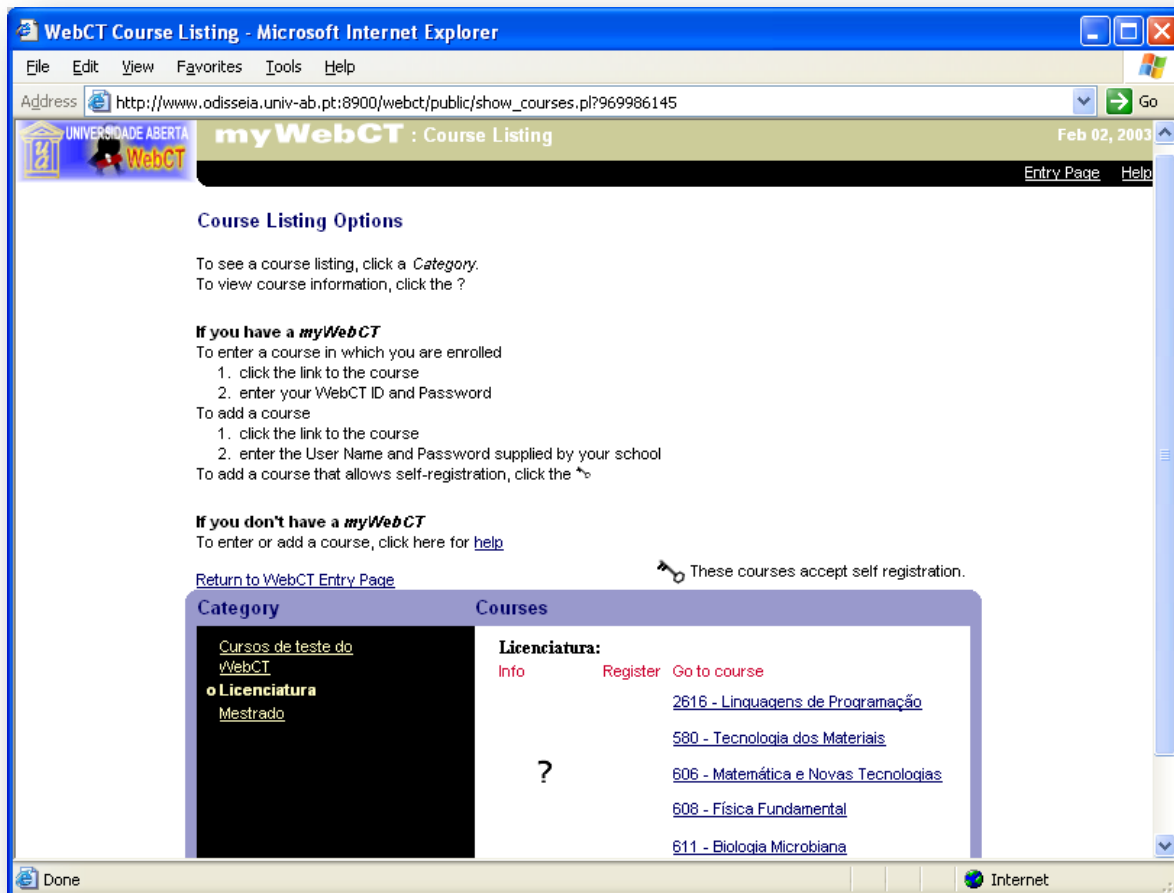 WebCT Course Listing - Microsoft Internet Explorer
File Edit View Favorites Tools Help
Address http://www.odisseia.univ-ab.pt:8900/webct/public/show_courses.pl?969986145 Go
UNIVERSIDADE ABERTA
WebCT
myWebCT : Course Listing
Feb 02, 2003
Entry Page Help
Course Listing Options
To see a course listing, click a Category.
To view course information, click the ?
If you have a myWebCT
To enter a course in which you are enrolled
1. click the link to the course
2. enter your WebCT ID and Password
To add a course
1. click the link to the course
2. enter the User Name and Password supplied by your school
To add a course that allows self-registration, click the
If you don't have a myWebCT
To enter or add a course, click here for help
These courses accept self registration.
Return to WebCT Entry Page
Category Courses
Cursos de teste do
WebCT
o Licenciatura
Mestrado
Licenciatura:
Info Register Go to course
2616 - Linguagens de Programação
580 - Tecnologia dos Materiais
?
606 - Matemática e Novas Tecnologias
608 - Física Fundamental
611 - Biologia Microbiana
Done Internet